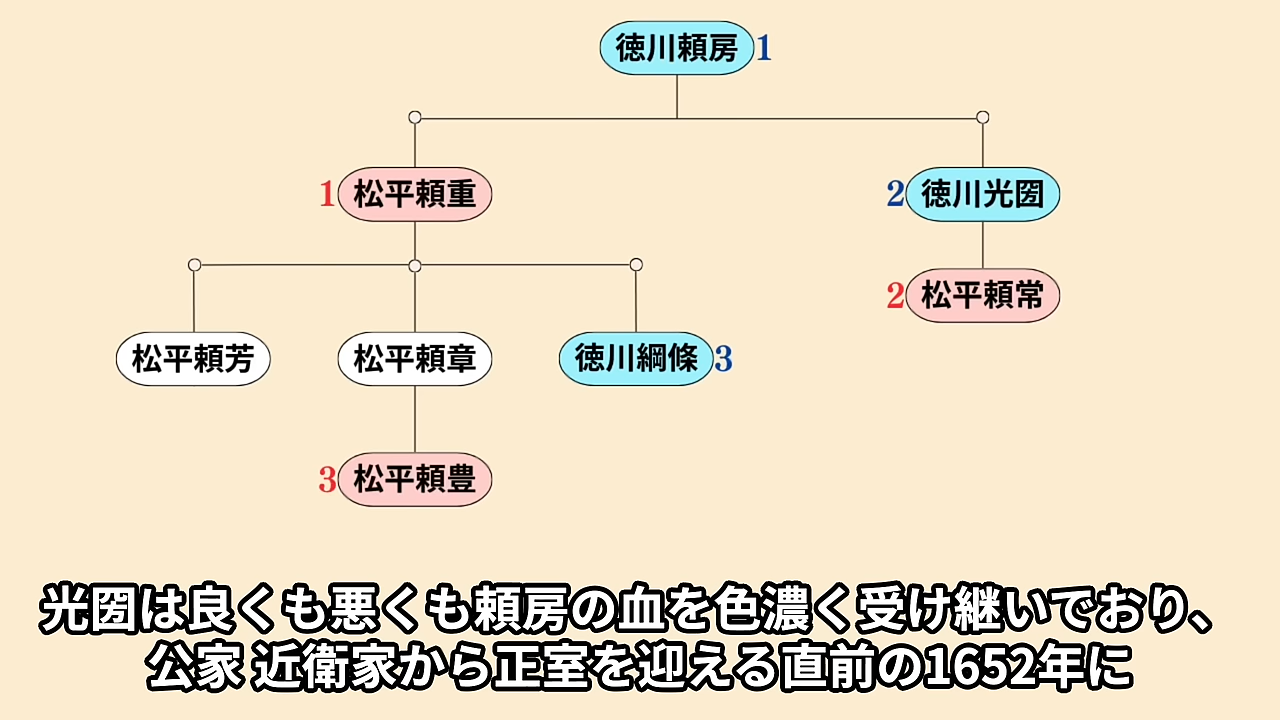 徳川頼房 1
1 松平頼重
2 徳川光圀
2 松平頼常
松平頼芳
松平頼章
徳川綱條 3
3 松平頼豊
光圀は良くも悪くも頼房の血を色濃く受け継いでおり、
公家 近衛家から正室を迎える直前の1652年に